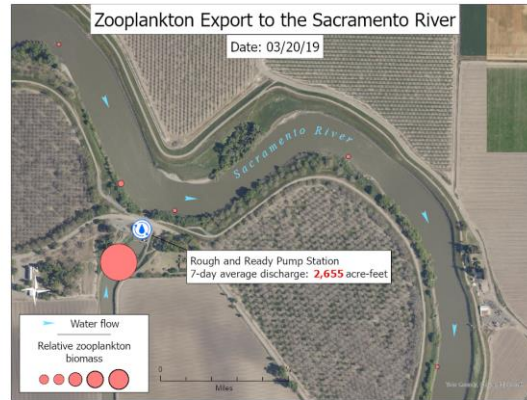 Zooplankton Export to the Sacramento River
Date: 03/20/19
Sacramento River
Rough and Ready Pump Station
7-day average discharge: 2,655 acre-feet
Water flow
Relative zooplankton
biomass
Miles